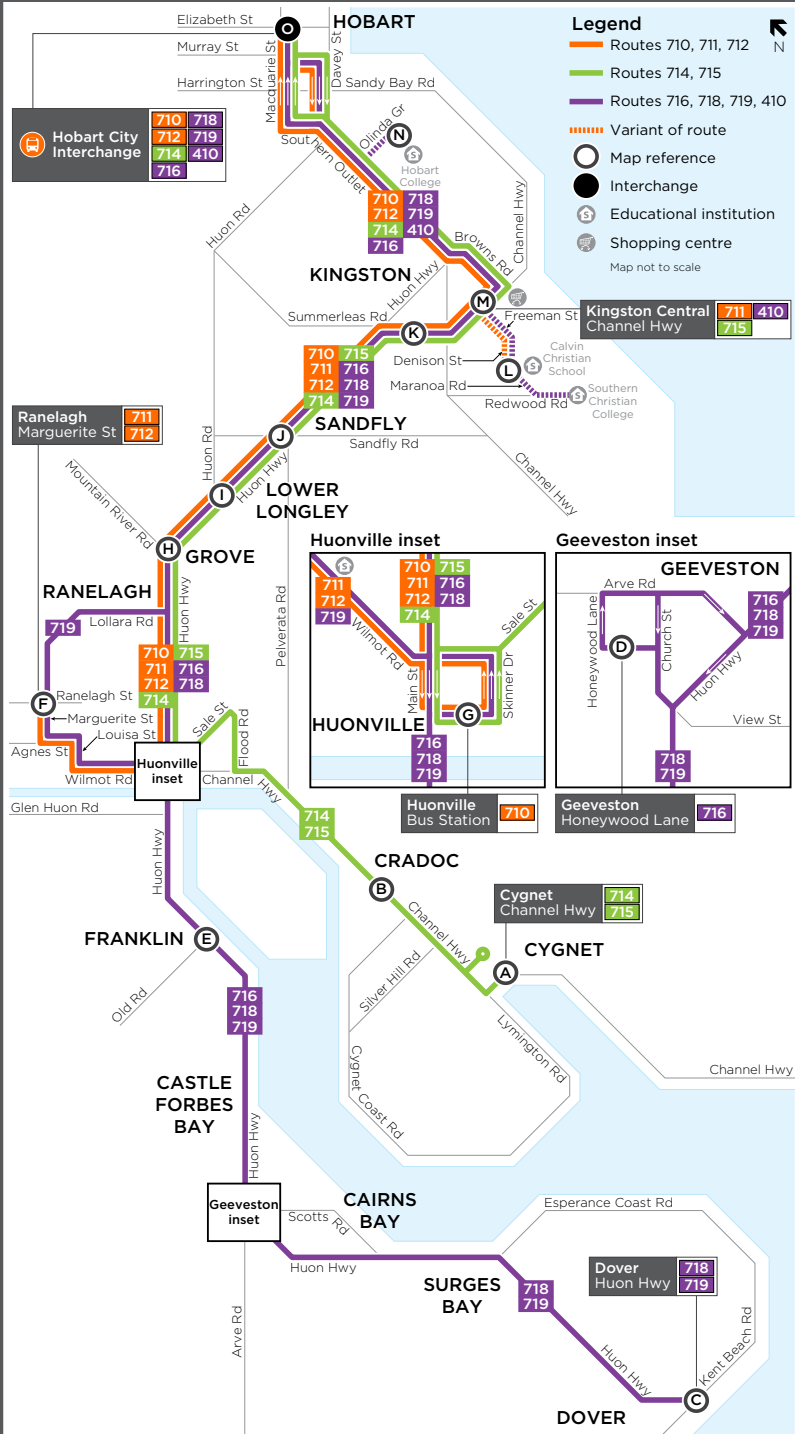 Elizabeth St
HOBART
Murray St
Harrington St
Macquarie St
Davey St
Sandy Bay Rd
O
Legend
N
Routes 710, 711, 712
Routes 714, 715
Routes 716, 718, 719, 410
Variant of route
Map reference
Interchange
Educational institution
Shopping centre
Map not to scale
Hobart City
Interchange
710 718
712 719
714 410
716
Southern Outlet
Olinda Gr
N
S
Hobart
College
Huon Rd
Channel Hwy
710 718
712 719
714 410
716
Browns Rd
KINGSTON
Huon Hwy
M
Summerleas Rd
K
Freeman St
Kingston Central
Channel Hwy
711 410
715
Denison St
Calvin
Christian
School
S
L
Maranoa Rd
Redwood Rd
S
Southern
Christian
College
710 715
711 716
712 718
714 719
Ranelagh
Marguerite St
711
712
SANDFLY
J
Sandfly Rd
Huon Rd
Huon Hwy
Channel Hwy
Mountain River Rd
I
LOWER
LONGLEY
H
GROVE
RANELAGH
Huon Hwy
719
Lollara Rd
Pelverata Rd
710 715
711 716
712 718
714
F
Ranelagh St
Marguerite St
Louisa St
Agnes St
Wilmot Rd
Sale St
Flood Rd
Huonville
inset
Channel Hwy
Glen Huon Rd
Huonville inset
S
711
712
719
710 715
711 716
712 718
714
Sale St
Wilmot Rd
Main St
Skinner Dr
G
HUONVILLE
716
718
719
Huonville
Bus Station
710
Geeveston inset
GEEVESTON
Arve Rd
716
718
719
Honeywood Lane
D
Church St
Huon Hwy
View St
718
719
Geeveston
Honeywood Lane
716
714
715
Huon Hwy
CRADOC
B
Channel Hwy
Cygnet
Channel Hwy
714
715
FRANKLIN
E
CYGNET
A
Old Rd
Silver Hill Rd
Lymington Rd
716
718
719
Cygnet Coast Rd
Channel Hwy
CASTLE
FORBES
BAY
Huon Hwy
Geeveston
inset
CAIRNS
BAY
Scotts Rd
Esperance Coast Rd
Huon Hwy
SURGES
BAY
718
719
Dover
Huon Hwy
718
719
Arve Rd
Huon Hwy
Kent Beach Rd
C
DOVER